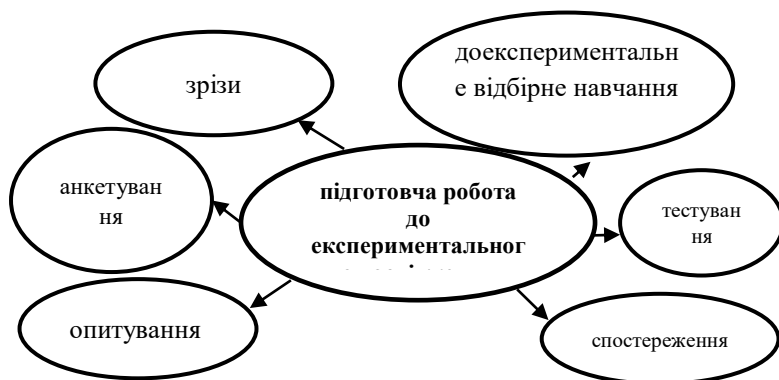 зрізи
доекспериментальн
е відбірне навчання
анкетуван
ня
підготовча робота
до
експериментальног
тестуван
ня
опитування
спостереження